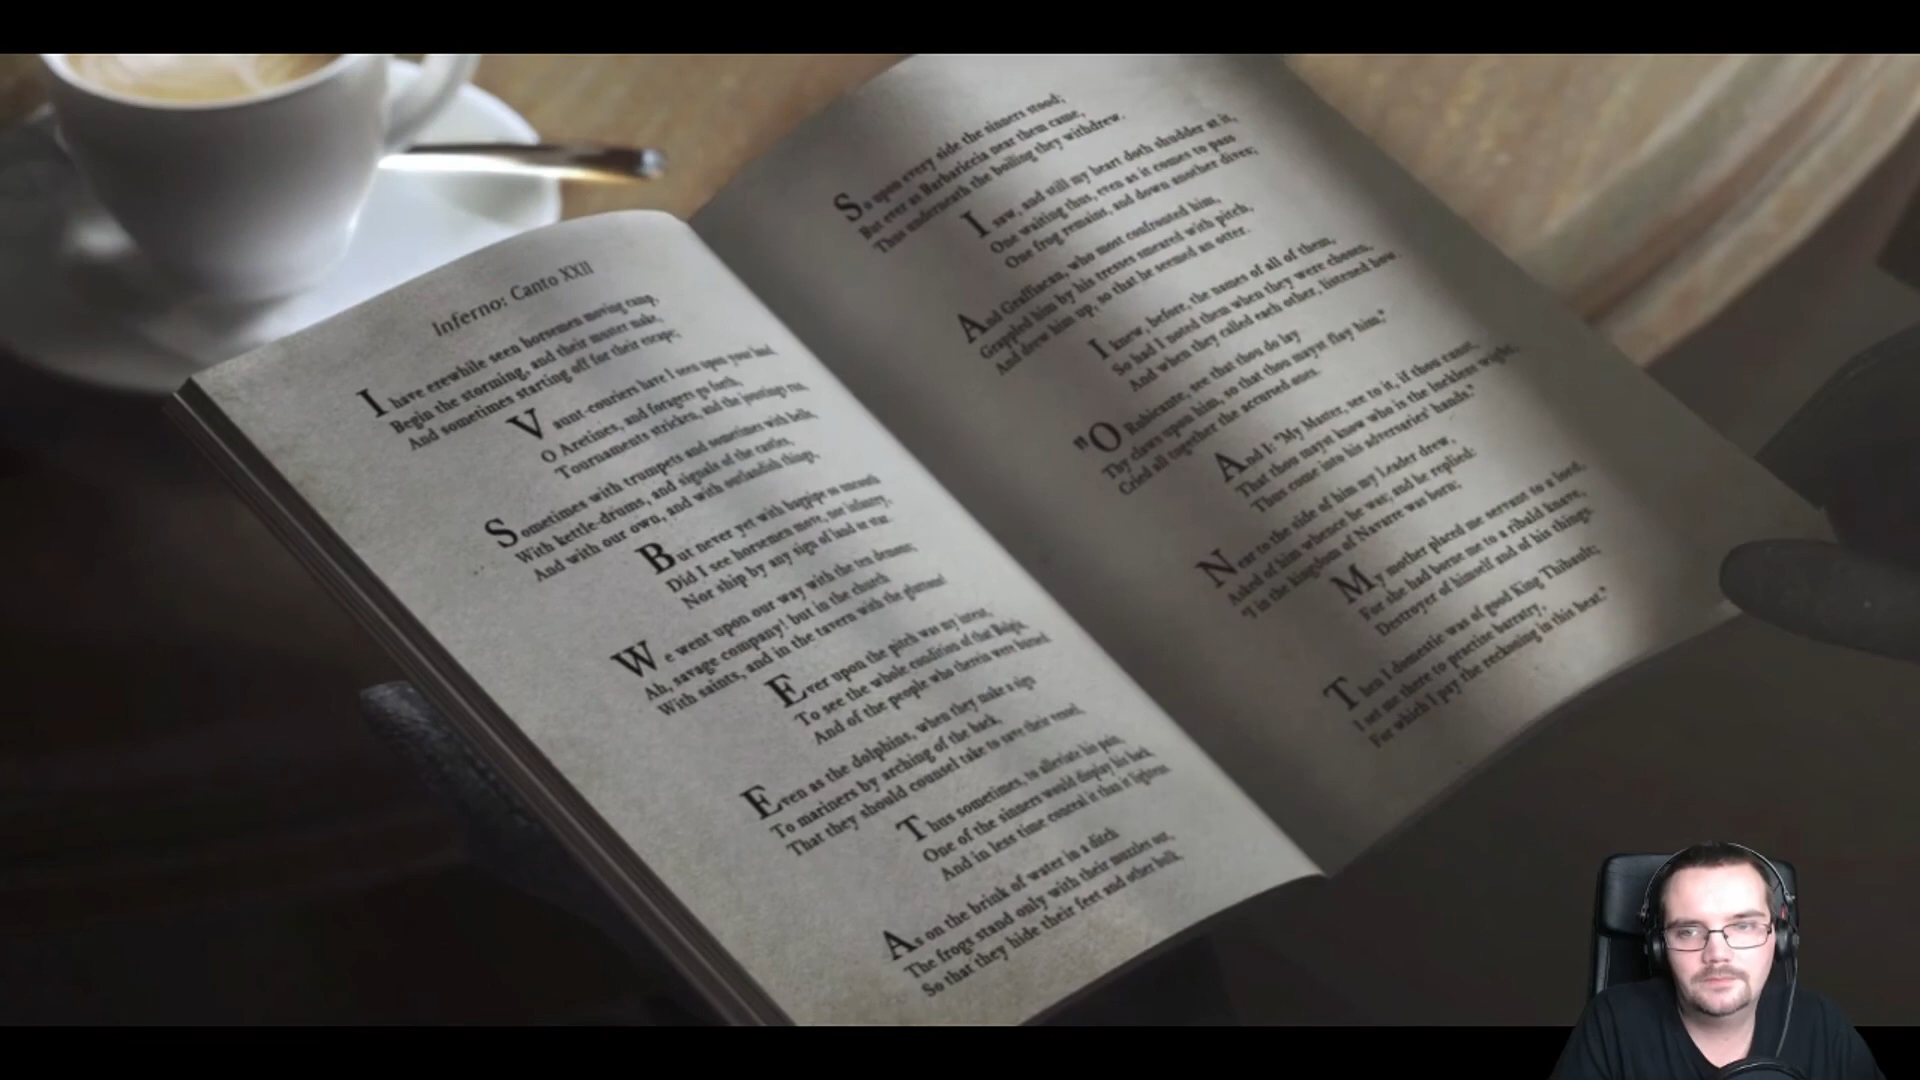 Inferno: Canto XXII
I have erewhile seen horsemen moving camp,
Begin the storming, and their muster make,
And sometimes starting off for their escape;
Vaunt-couriers have I seen upon your land,
O Aretines, and foragers go forth,
Tournaments stricken, and the joustings run,
Sometimes with trumpets and sometimes with bells,
With kettle-drums, and signals of the castles,
And with our own, and with outlandish things,
But never yet with bagpipe so uncouth
Did I see horsemen move, nor infantry,
Nor ship by any sign of land or star.
We went upon our way with the ten demons;
Ah, savage company! but in the church
With saints, and in the tavern with the gluttons!
Ever upon the pitch was my intent,
To see the whole condition of that Bolgia,
And of the people who therein were burned
Even as the dolphins, when they make a sign
To mariners by arching of the back,
That they should counsel take to save their vessel,
Thus sometimes, to alleviate his pain,
One of the sinners would display his back,
And in less time conceal it than it lightens.
As on the brink of water in a ditch
The frogs stand only with their muzzles out,
So that they hide their feet and other bulk,
So upon every side the sinners stood;
But ever as Barbariccia near them came,
Thus underneath the boiling they withdrew.
I saw, and still my heart doth shudder at it,
One waiting thus, even as it comes to pass
One frog remains, and down another dives;
And Graffiacan, who most confronted him,
Grappled him by his tresses smeared with pitch,
And drew him up, so that he seemed an otter.
I knew, before, the names of all of them,
So had I noted them when they were chosen,
And when they called each other, listened how.
"O Rubicante, see that thou do lay
Thy claws upon him, so that thou mayst flay him,"
Cried all together the accursed ones.
And I: "My Master, see to it, if thou canst,
That thou mayst know who is the luckless wight,
Thus come into his adversaries' hands."
Near to the side of him my Leader drew,
Asked of him whence he was; and he replied:
"I in the kingdom of Navarre was born;
My mother placed me servant to a lord,
For she had borne me to a ribald knave,
Destroyer of himself and of his things.
Then I domestic was of good King Thibault;
I set me there to practise barratry,
For which I pay the reckoning in this heat."